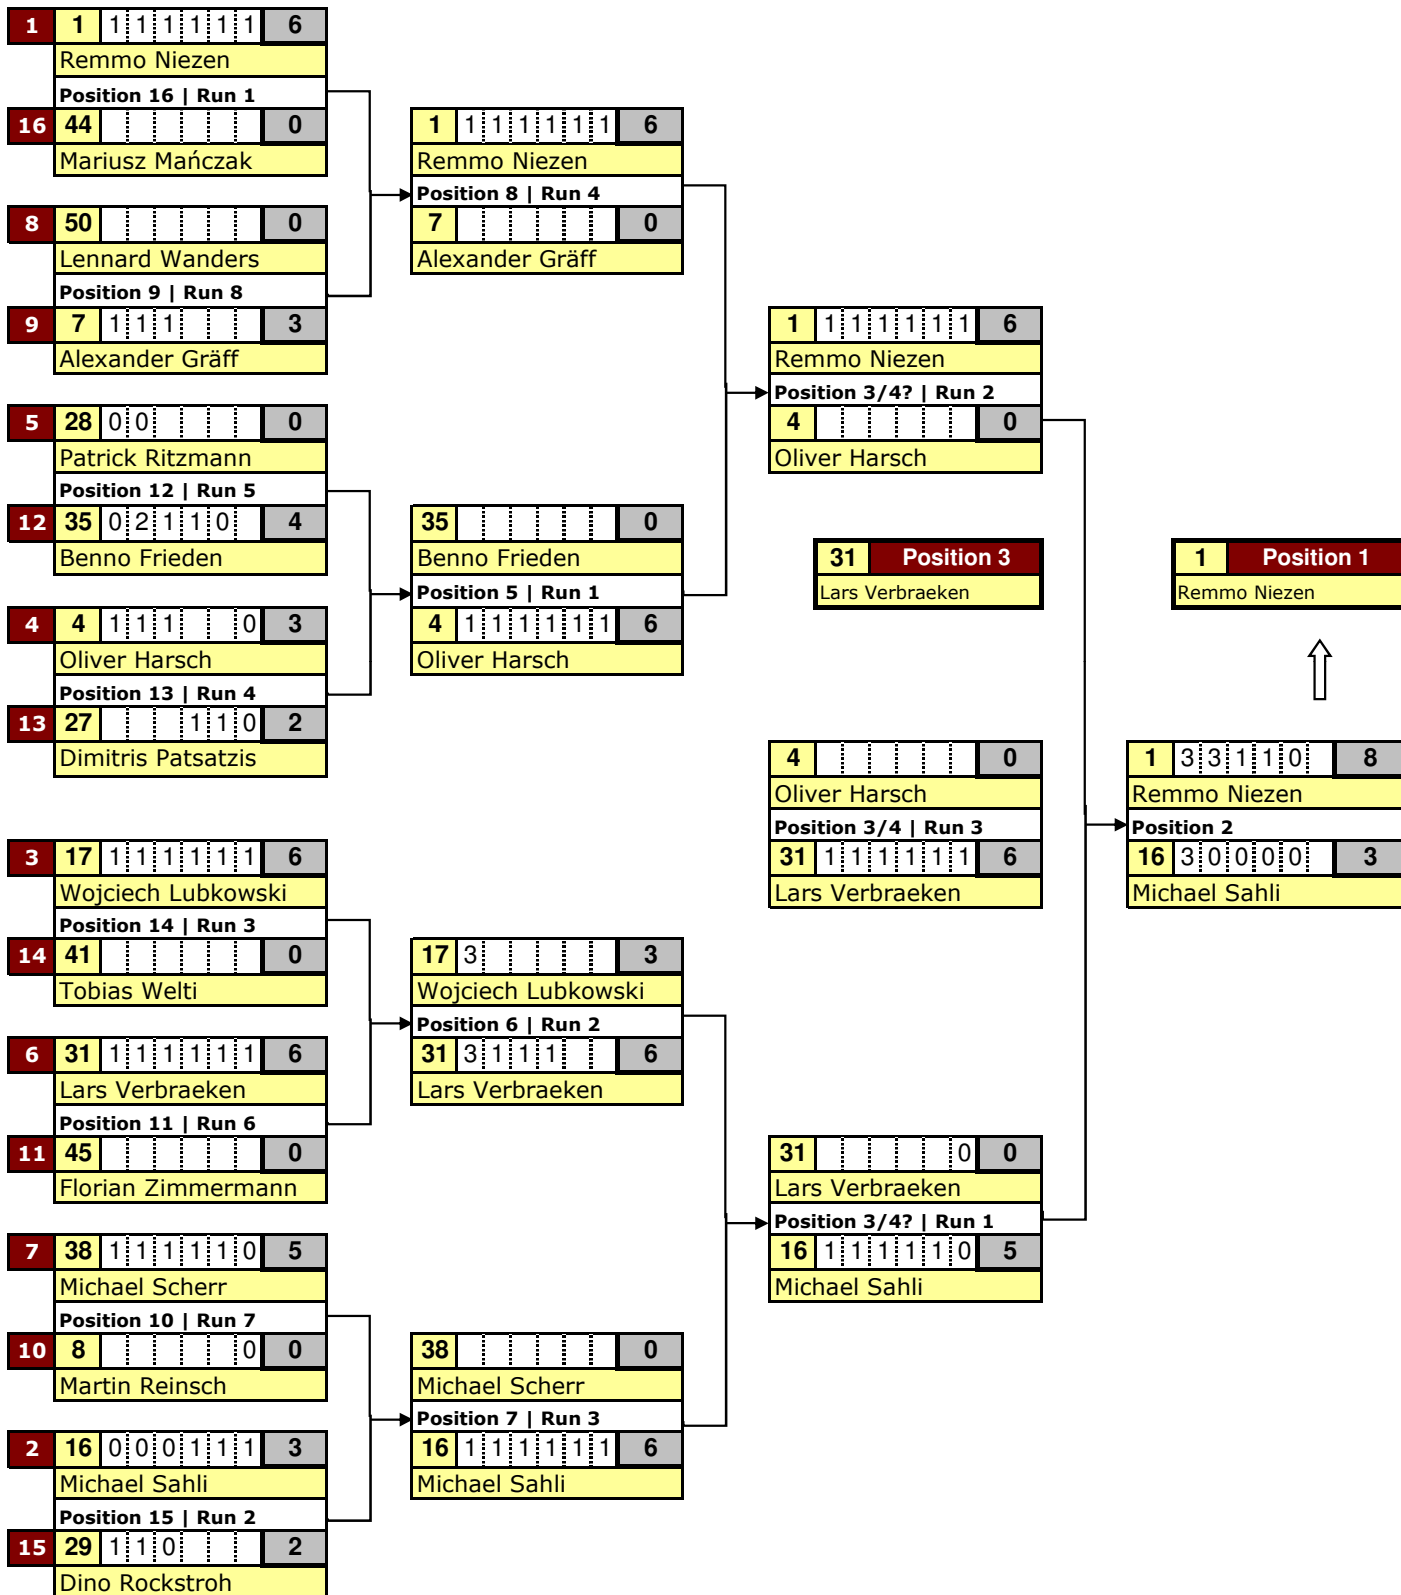 1 1 1 1 1 1 1 1 6
Remmo Niezen
Position 16 | Run 1
16 44 0
Mariusz Mańczak
8 50 0
Lennard Wanders
Position 9 | Run 8
9 7 1 1 1 3
Alexander Gräff
5 28 0 0 0
Patrick Ritzmann
Position 12 | Run 5
12 35 0 2 1 1 0 4
Benno Frieden
4 4 1 1 1 0 3
Oliver Harsch
Position 13 | Run 4
13 27 1 1 0 2
Dimitris Patsatzis
3 17 1 1 1 1 1 1 6
Wojciech Lubkowski
Position 14 | Run 3
14 41 0
Tobias Welti
6 31 1 1 1 1 1 1 6
Lars Verbraeken
Position 11 | Run 6
11 45 0
Florian Zimmermann
7 38 1 1 1 1 1 0 5
Michael Scherr
Position 10 | Run 7
10 8 0 0
Martin Reinsch
2 16 0 0 0 1 1 1 3
Michael Sahli
Position 15 | Run 2
15 29 1 1 0 2
Dino Rockstroh
1 1 1 1 1 1 1 6
Remmo Niezen
Position 8 | Run 4
7 0
Alexander Gräff
35 0
Benno Frieden
Position 5 | Run 1
4 1 1 1 1 1 1 6
Oliver Harsch
17 3 3
Wojciech Lubkowski
Position 6 | Run 2
31 3 1 1 1 6
Lars Verbraeken
38 0
Michael Scherr
Position 7 | Run 3
16 1 1 1 1 1 1 6
Michael Sahli
1 1 1 1 1 1 1 6
Remmo Niezen
Position 3/4? | Run 2
4 0
Oliver Harsch
31 Position 3
Lars Verbraeken
4 0
Oliver Harsch
Position 3/4 | Run 3
31 1 1 1 1 1 1 6
Lars Verbraeken
31 0 0
Lars Verbraeken
Position 3/4? | Run 1
16 1 1 1 1 1 0 5
Michael Sahli
1 Position 1
Remmo Niezen
1 3 3 1 1 0 8
Remmo Niezen
Position 2
16 3 0 0 0 0 3
Michael Sahli